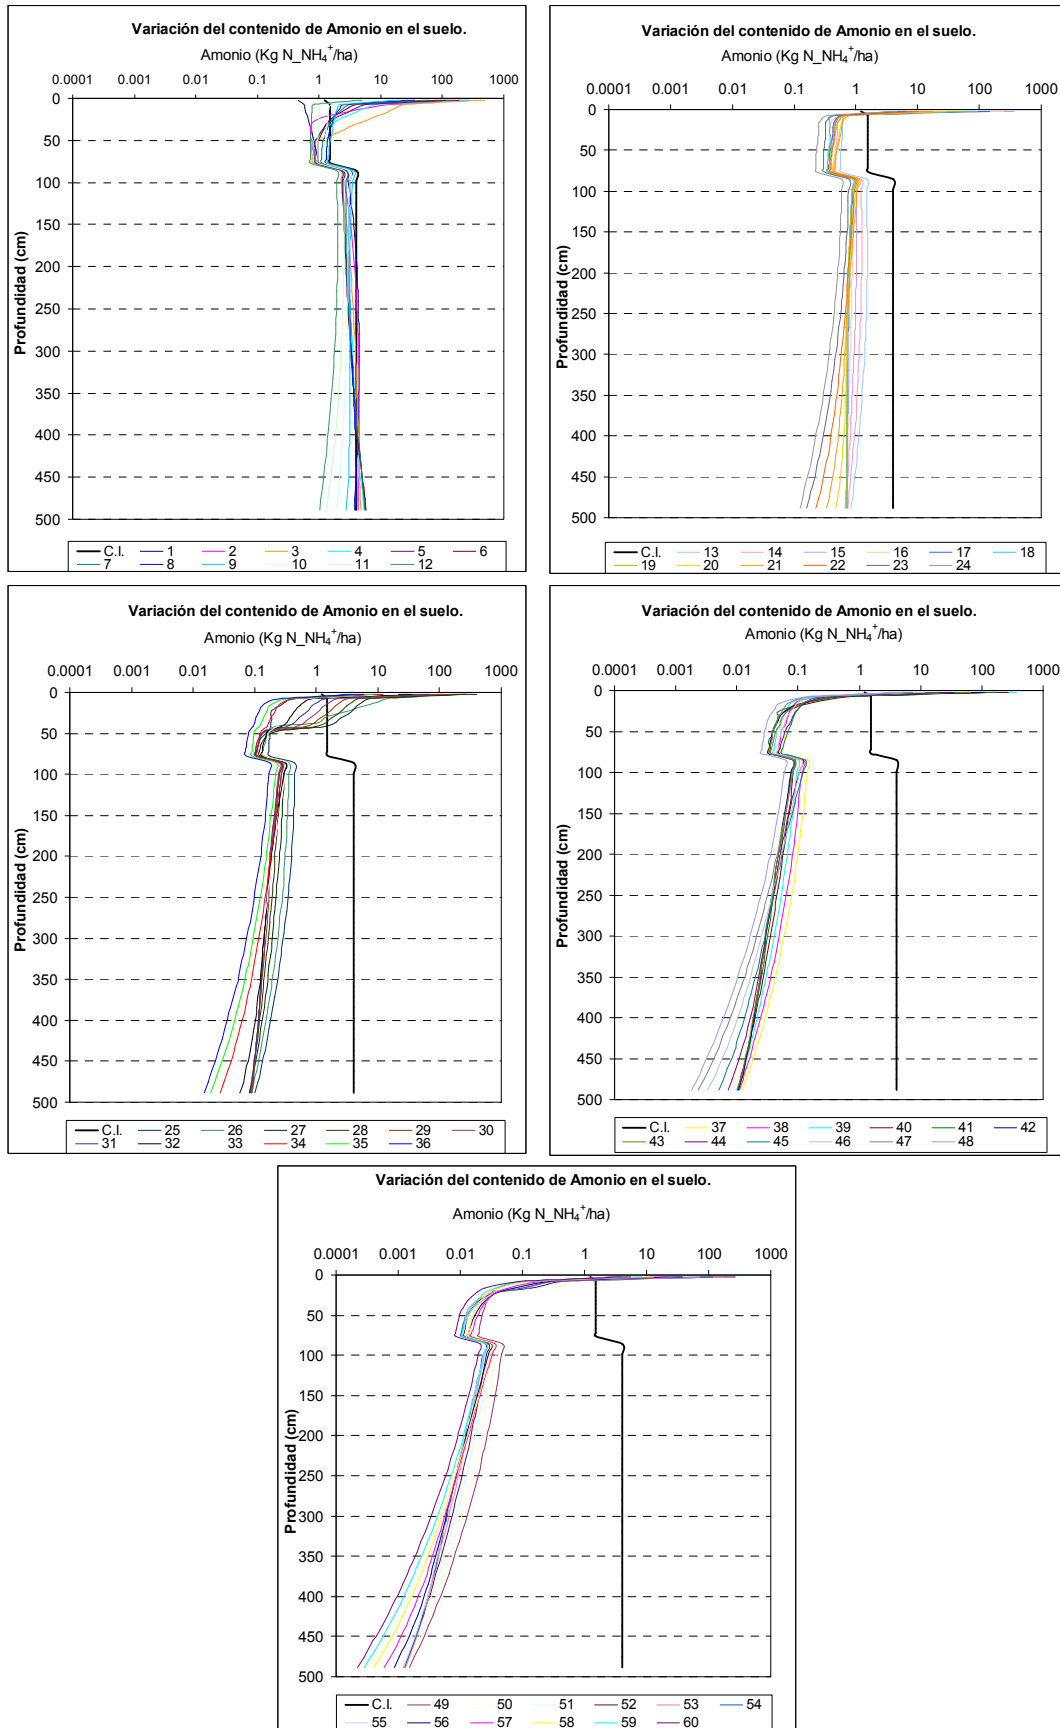 Variación del contenido de Amonio en el suelo.
Amonio (Kg N_NH4+/ha)
0.0001 0.001 0.01 0.1 1 10 100 1000
0
50
100
150
200
250
300
350
400
450
500
Profundidad (cm)
C.I. 1 2 3 4 5 6
7 8 9 10 11 12
Variación del contenido de Amonio en el suelo.
Amonio (Kg N_NH4+/ha)
0.0001 0.001 0.01 0.1 1 10 100 1000
0
50
100
150
200
250
300
350
400
450
500
Profundidad (cm)
C.I. 13 14 15 16 17 18
19 20 21 22 23 24
Variación del contenido de Amonio en el suelo.
Amonio (Kg N_NH4+/ha)
0.0001 0.001 0.01 0.1 1 10 100 1000
0
50
100
150
200
250
300
350
400
450
500
Profundidad (cm)
C.I. 25 26 27 28 29 30
31 32 33 34 35 36
Variación del contenido de Amonio en el suelo.
Amonio (Kg N_NH4+/ha)
0.0001 0.001 0.01 0.1 1 10 100 1000
0
50
100
150
200
250
300
350
400
450
500
Profundidad (cm)
C.I. 37 38 39 40 41 42
43 44 45 46 47 48
Variación del contenido de Amonio en el suelo.
Amonio (Kg N_NH4+/ha)
0.0001 0.001 0.01 0.1 1 10 100 1000
0
50
100
150
200
250
300
350
400
450
500
Profundidad (cm)
C.I. 49 50 51 52 53 54
55 56 57 58 59 60